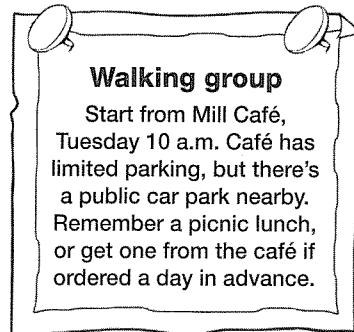 Walking group
Start from Mill Café,
Tuesday 10 a.m. Café has
limited parking, but there's
a public car park nearby.
Remember a picnic lunch,
or get one from the café if
ordered a day in advance.